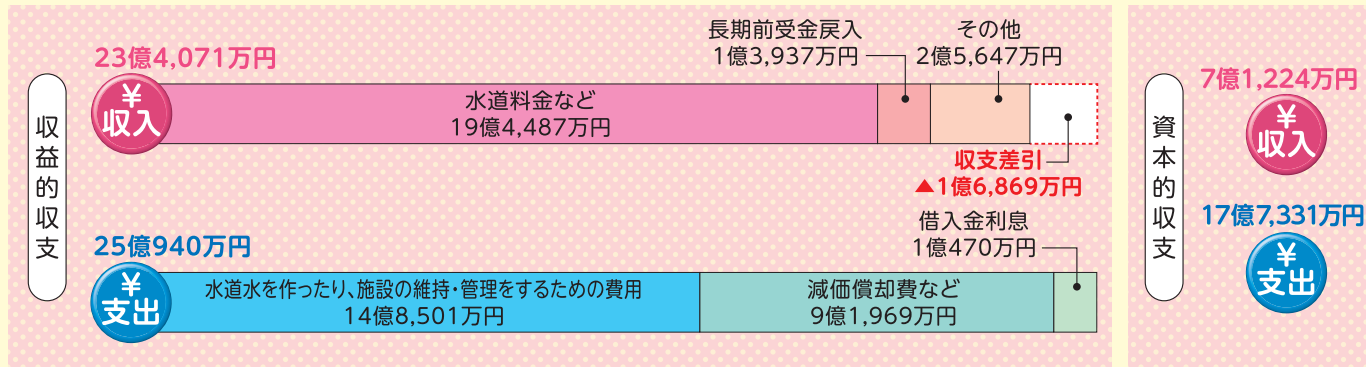 収益的収支
23億4,071万円
¥
収入
水道料金など
19億4,487万円
長期前受金戻入
1億3,937万円
その他
2億5,647万円
収支差引
▲1億6,869万円
25億940万円
¥
支出
水道水を作ったり、施設の維持・管理をするための費用
14億8,501万円
減価償却費など
9億1,969万円
借入金利息
1億470万円
資本的収支
7億1,224万円
¥
収入
17億7,331万円
¥
支出